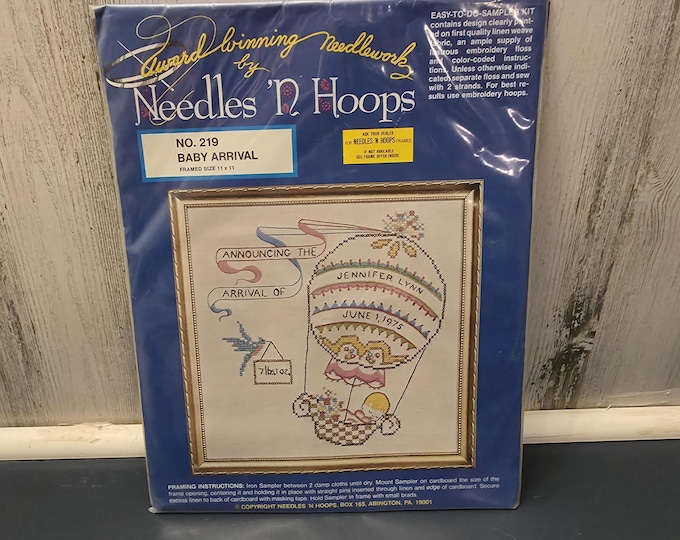 Award Winning Needlework
by
Needles 'N Hoops
EASY-TO-DO-SAMPLER KIT
contains design clearly print-
ed on first quality linen weave
fabric, an ample supply of
lustrous embroidery floss
and color-coded instruc-
tions. Unless otherwise indi-
cated, separate floss and sew
with 2 strands. For best re-
sults use embroidery hoops.
NO. 219
BABY ARRIVAL
FRAMED SIZE 11 x 11
ASK YOUR DEALER
FOR NEEDLES 'N HOOPS FRAMES
IF NOT AVAILABLE
SEE FRAME OFFER INSIDE
ANNOUNCING THE
ARRIVAL OF
JENNIFER LYNN
JUNE 1, 1975
7 lbs 1 oz
FRAMING INSTRUCTIONS: Iron Sampler between 2 damp cloths until dry. Mount Sampler on cardboard the size of the
frame opening, centering it and holding it in place with straight pins inserted through linen and edge of cardboard. Secure
excess linen to back of cardboard with masking tape. Hold Sampler in frame with small brads.
© COPYRIGHT NEEDLES 'N HOOPS, BOX 165, ABINGTON, PA. 19001